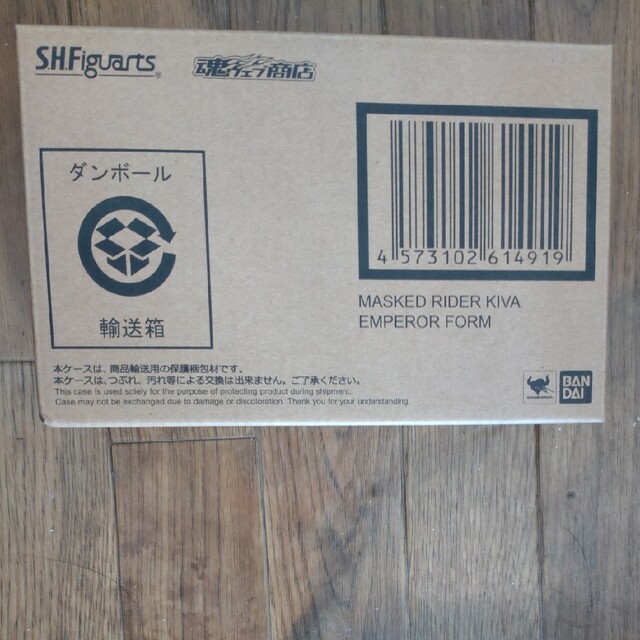 S.H.Figuarts®
魂ウェブ商店
ダンボール
輸送箱
4 573102 614919
MASKED RIDER KIVA
EMPEROR FORM
本ケースは、商品輸送用の保護梱包材です。
本ケースは、つぶれ、汚れ等による交換は出来ません。ご了承ください。
This case is used solely for the purpose of protecting product during shipment.
Case may not be exchanged due to damage or discoloration. Thank you for your understanding.
BAN
DAI